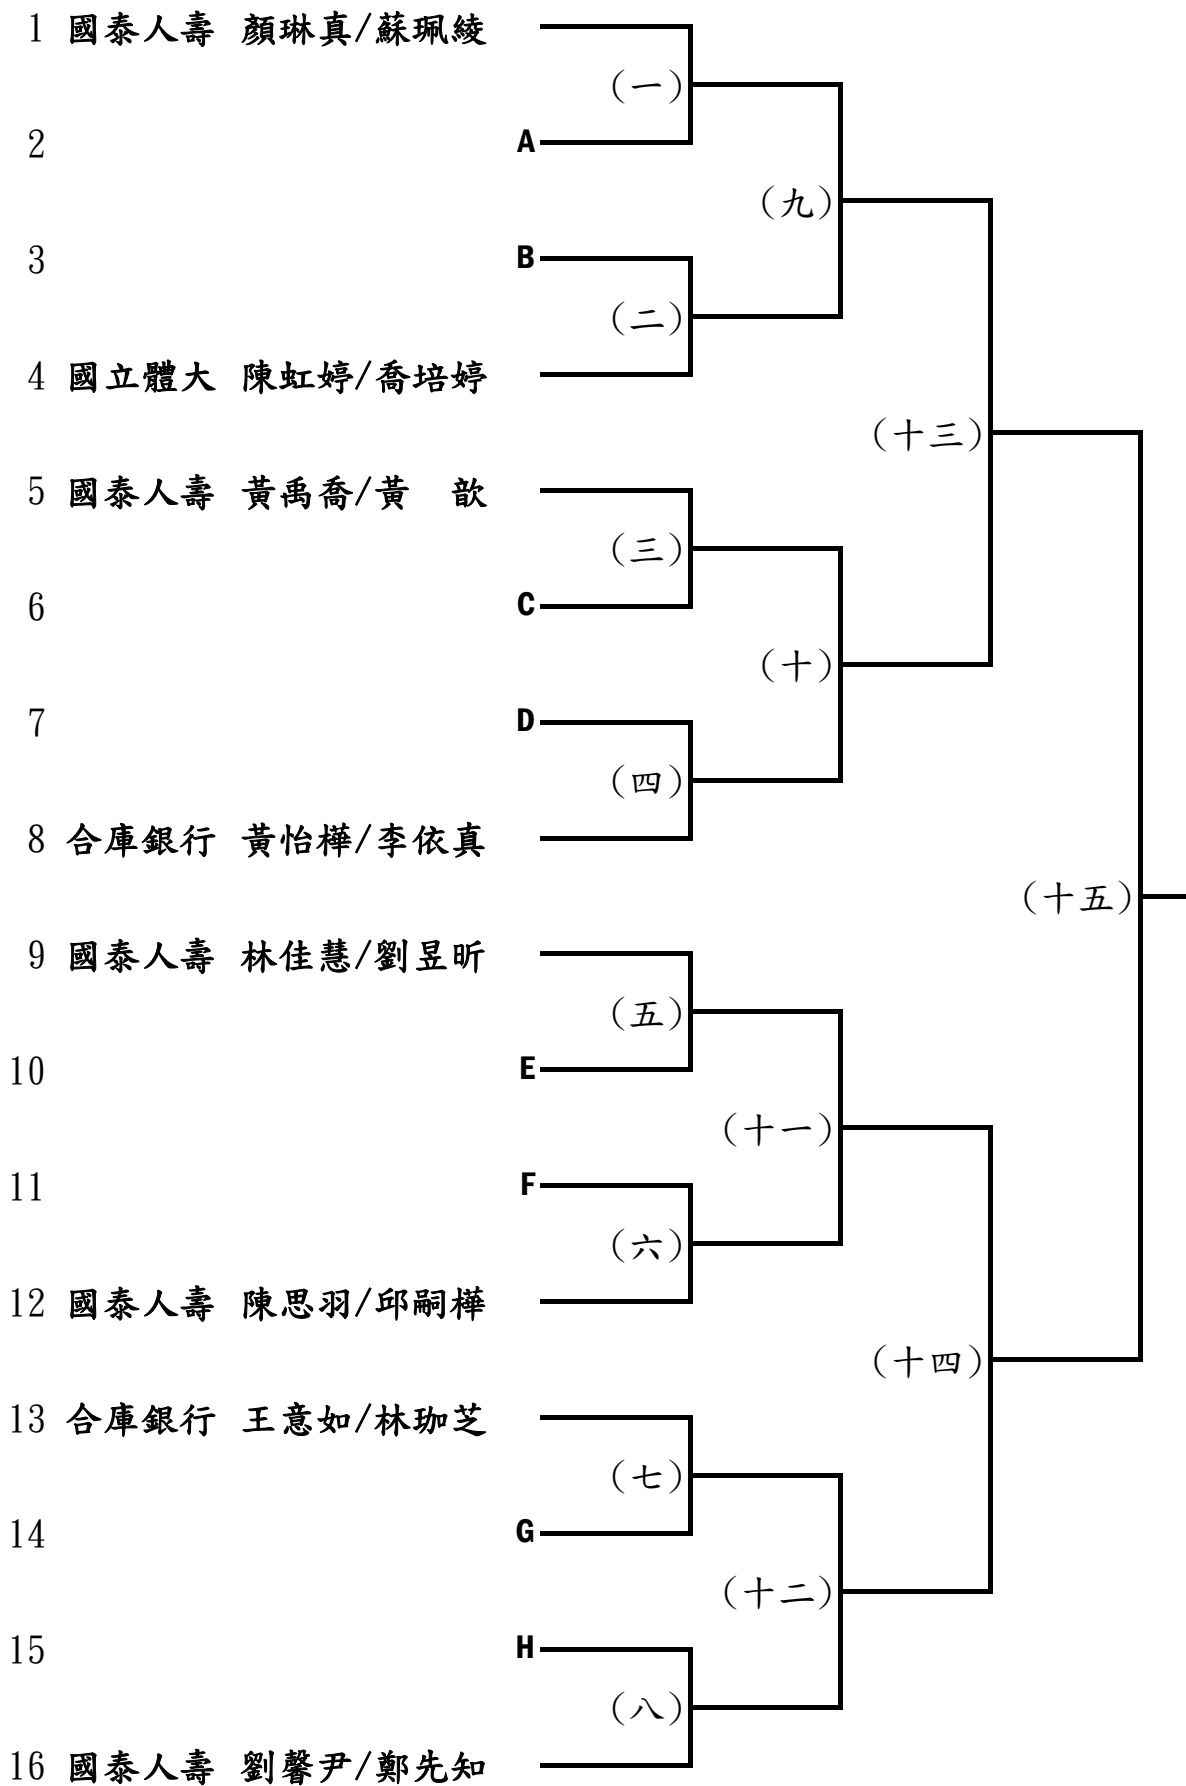 1 國泰人壽 顏琳真/蘇珮綾
（一）
2 A
（九）
3 B
（二）
4 國立體大 陳虹婷/喬培婷
（十三）
5 國泰人壽 黃禹喬/黃　歆
（三）
6 C
（十）
7 D
（四）
8 合庫銀行 黃怡樺/李依真
（十五）
9 國泰人壽 林佳慧/劉昱昕
（五）
10 E
（十一）
11 F
（六）
12 國泰人壽 陳思羽/邱嗣樺
（十四）
13 合庫銀行 王意如/林珈芝
（七）
14 G
（十二）
15 H
（八）
16 國泰人壽 劉馨尹/鄭先知